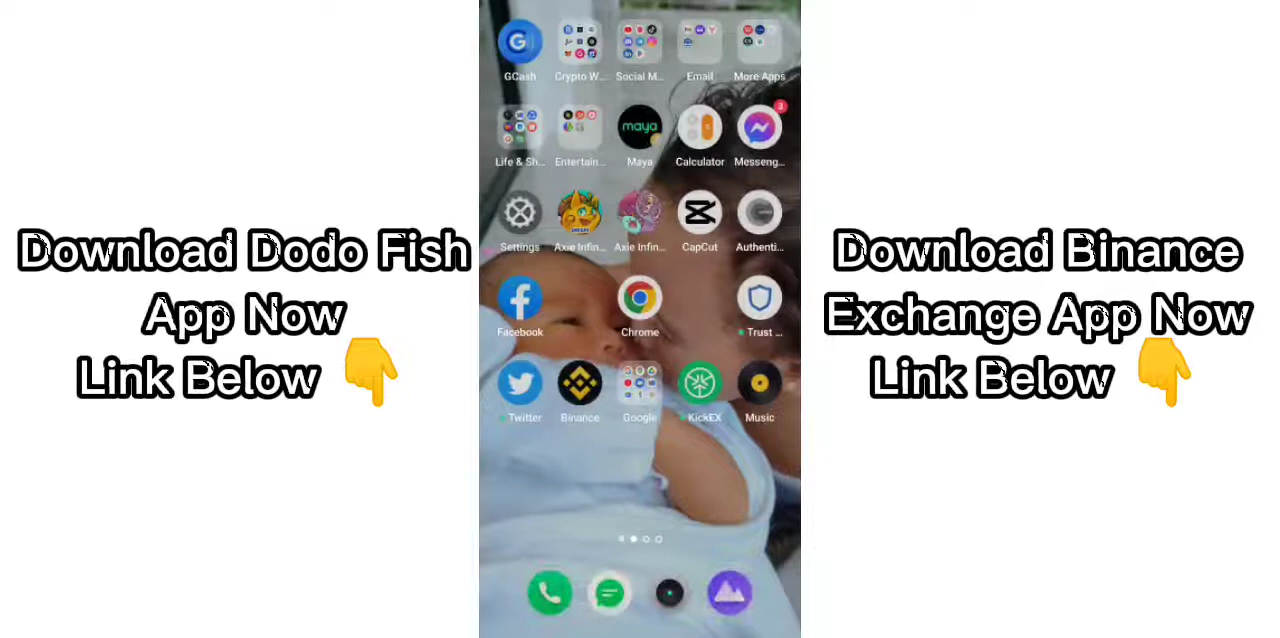 Download Dodo Fish
App Now
Link Below 👇
GCash
Crypto W...
Social M...
Email
More Apps
3
Life & Sh...
Entertain...
maya
Maya
Calculator
Messeng...
Settings
Axie Infin...
Axie Infin...
CapCut
Authenti...
Facebook
Chrome
Trust ...
Twitter
Binance
Google
KickEX
Music
Download Binance
Exchange App Now
Link Below 👇